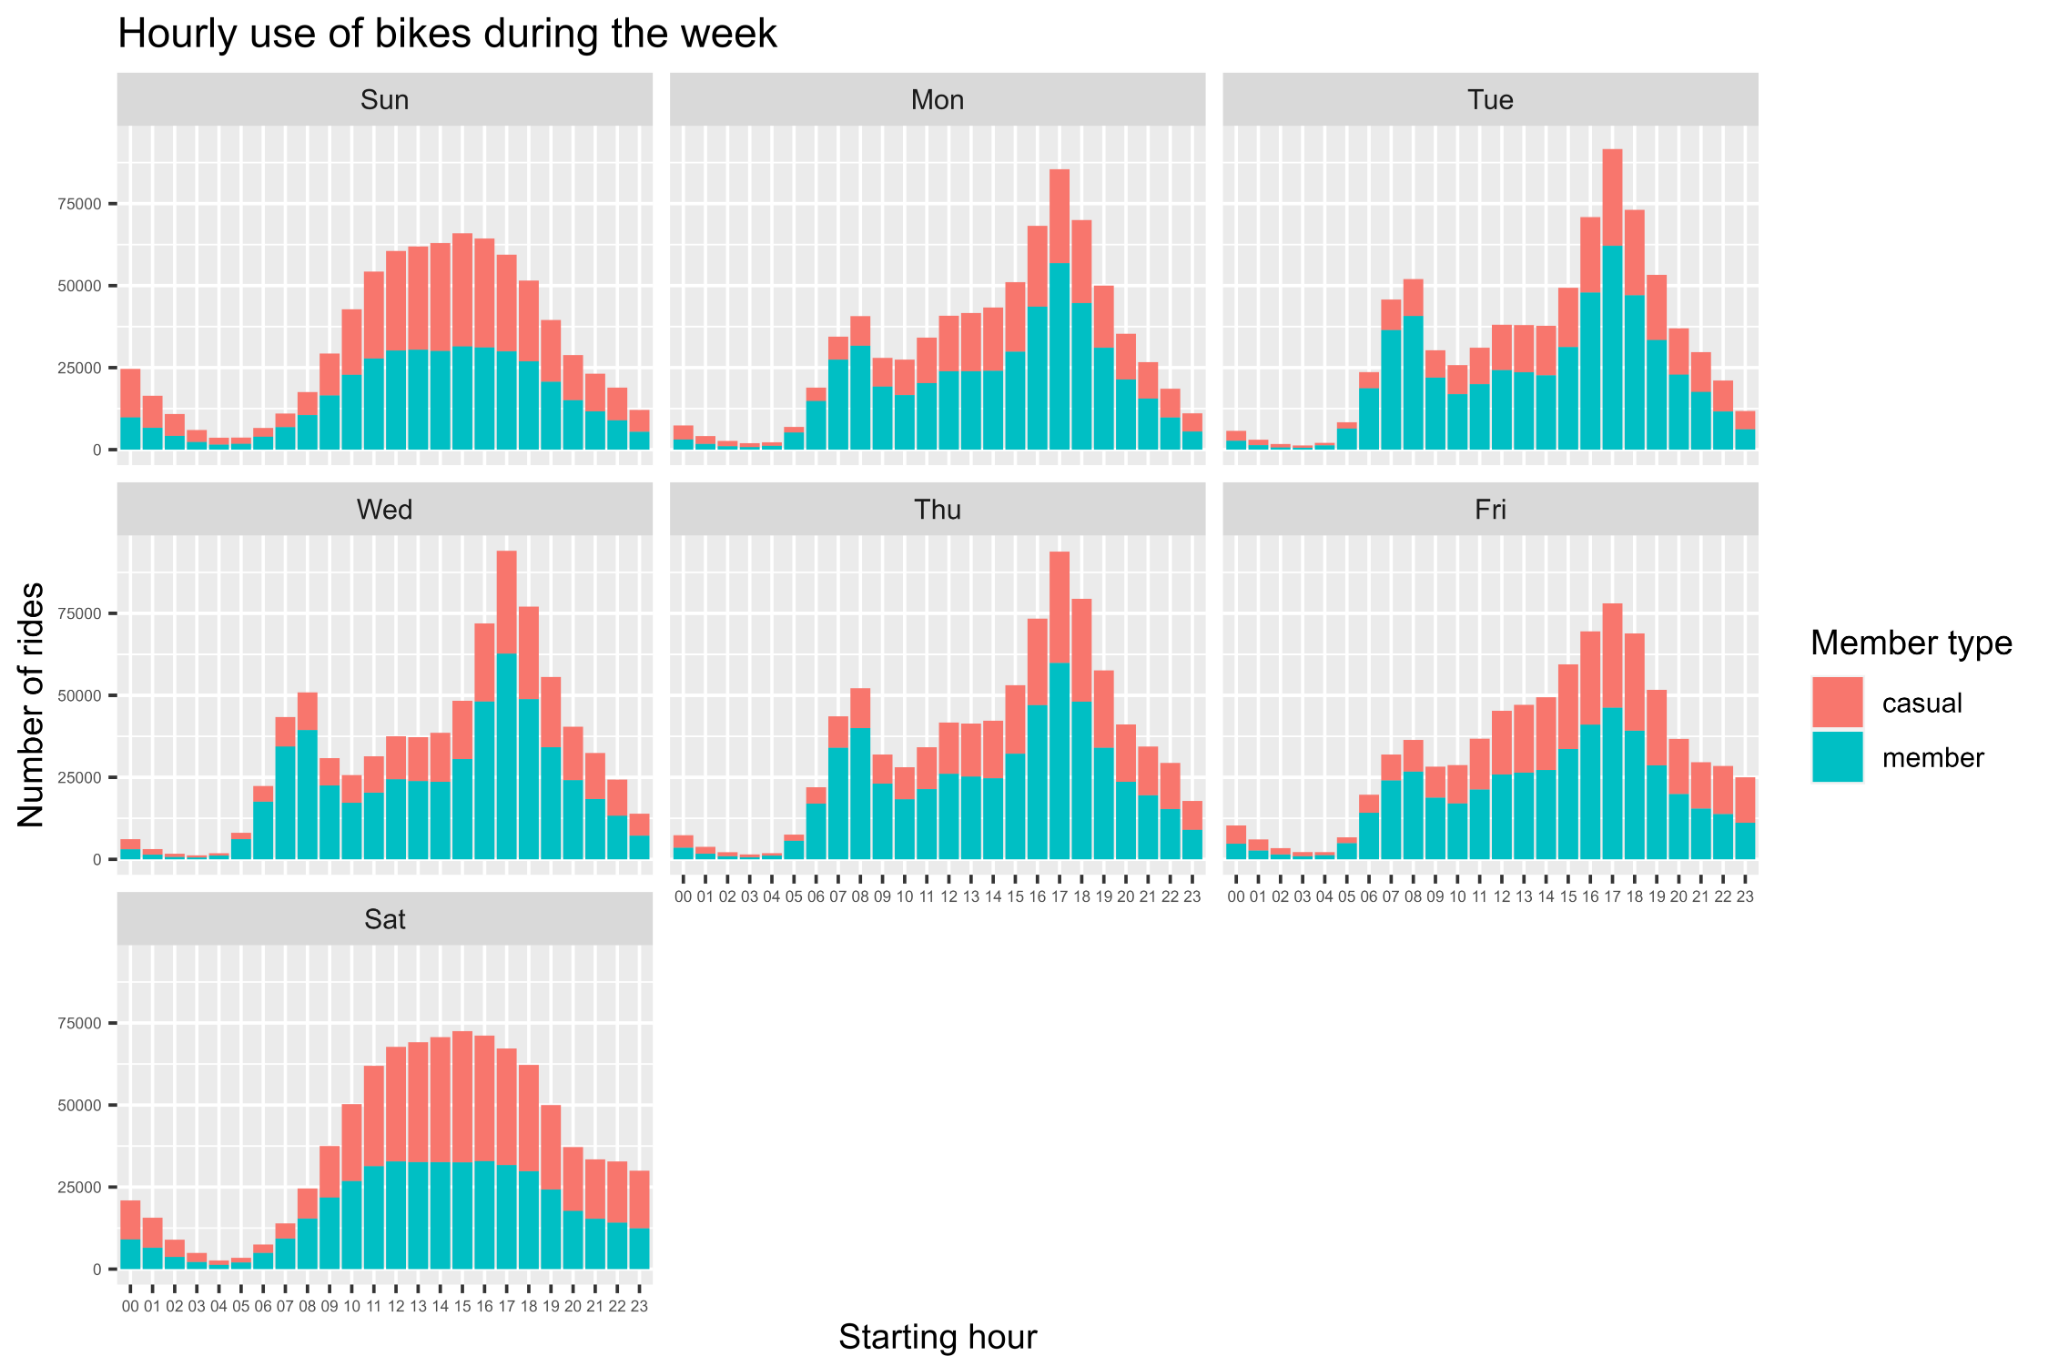 Hourly use of bikes during the week
Sun
Mon
Tue
75000
50000
25000
0
Wed
Thu
Fri
75000
50000
25000
0
00 01 02 03 04 05 06 07 08 09 10 11 12 13 14 15 16 17 18 19 20 21 22 23
00 01 02 03 04 05 06 07 08 09 10 11 12 13 14 15 16 17 18 19 20 21 22 23
Sat
75000
50000
25000
0
00 01 02 03 04 05 06 07 08 09 10 11 12 13 14 15 16 17 18 19 20 21 22 23
Number of rides
Starting hour
Member type
casual
member